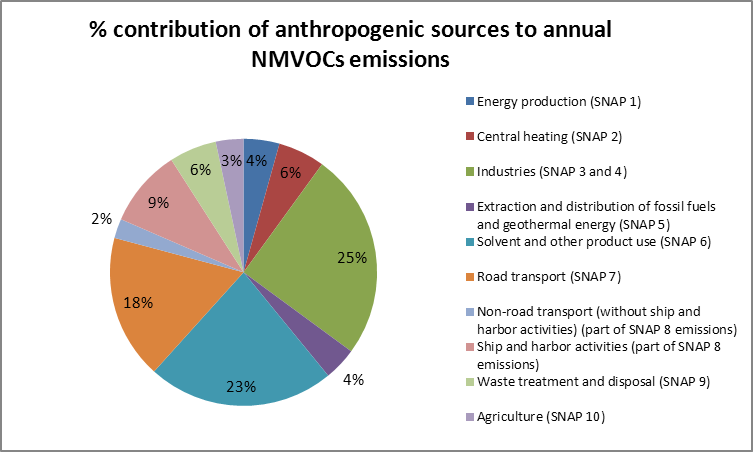 % contribution of anthropogenic sources to annual
NMVOCs emissions
3%
4%
6%
6%
9%
2%
25%
18%
4%
23%
Energy production (SNAP 1)
Central heating (SNAP 2)
Industries (SNAP 3 and 4)
Extraction and distribution of fossil fuels
and geothermal energy (SNAP 5)
Solvent and other product use (SNAP 6)
Road transport (SNAP 7)
Non-road transport (without ship and
harbor activities) (part of SNAP 8 emissions)
Ship and harbor activities (part of SNAP 8
emissions)
Waste treatment and disposal (SNAP 9)
Agriculture (SNAP 10)